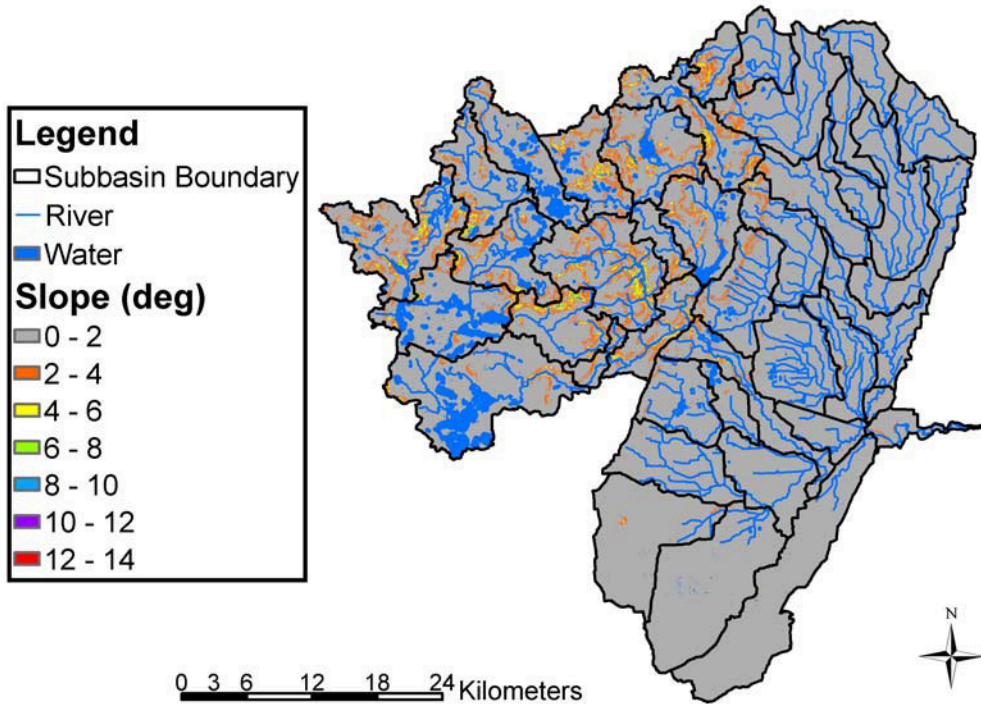 Legend
Subbasin Boundary
River
Water
Slope (deg)
0 - 2
2 - 4
4 - 6
6 - 8
8 - 10
10 - 12
12 - 14
N
0 3 6 12 18 24 Kilometers